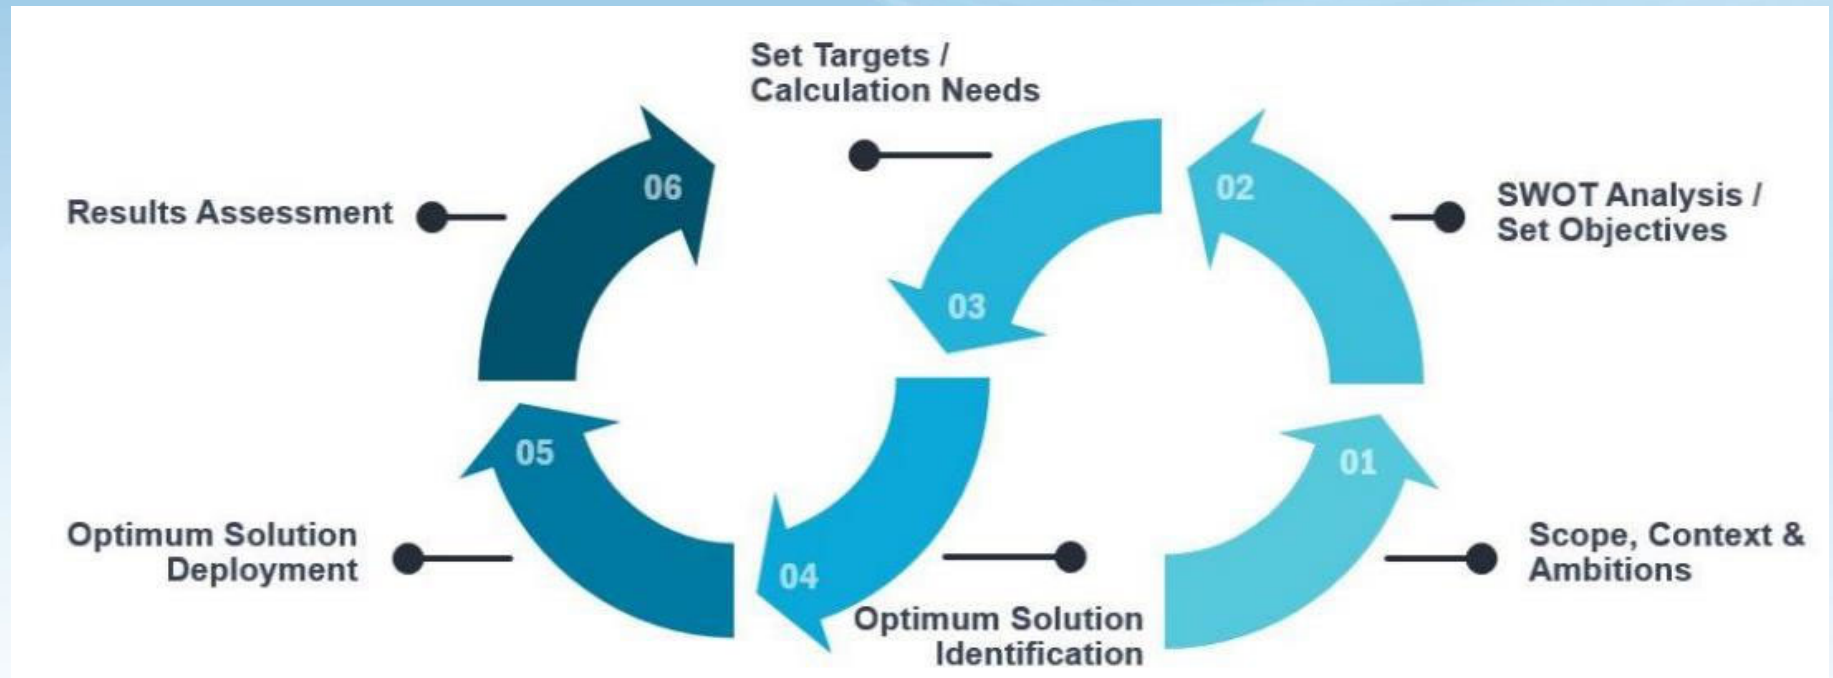 Set Targets /
Calculation Needs
06
02
Results Assessment
SWOT Analysis /
Set Objectives
03
05
01
Optimum Solution
Deployment
Scope, Context &
Ambitions
04
Optimum Solution
Identification